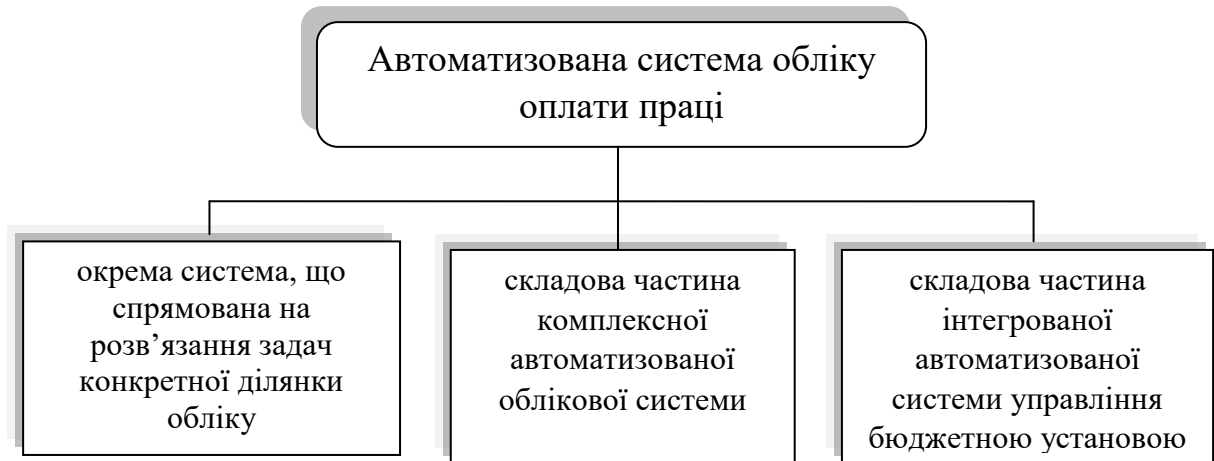 Автоматизована система обліку
оплати праці
окрема система, що
спрямована на
розв’язання задач
конкретної ділянки
обліку
складова частина
комплексної
автоматизованої
облікової системи
складова частина
інтегрованої
автоматизованої
системи управління
бюджетною установою